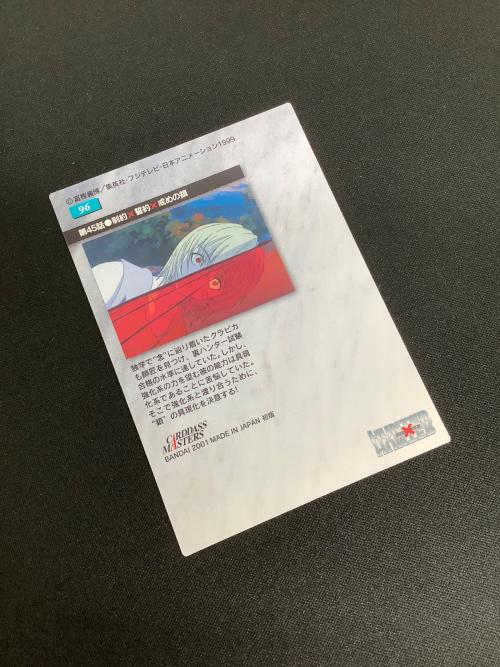 ©冨樫義博/集英社・フジテレビ・日本アニメーション1999
96
第45話●制約×誓約×戒めの鎖
独学で“念”に辿り着いたクラピカ
も師匠を見つけ、裏ハンター試験
合格の水準に達していた。しかし、
強化系の力を望む彼の能力は具現
化系であることに苦悩していた。
そこで強化系と渡り合うために、
“鎖”の具現化を決意する!
CARDDASS
MASTERS
BANDAI 2001 MADE IN JAPAN 初版
HUNTER
HUNTER